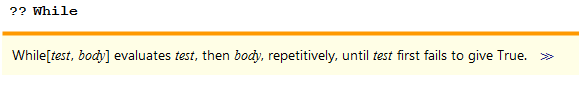 ?? While
While[test, body] evaluates test, then body, repetitively, until test first fails to give True. ≫